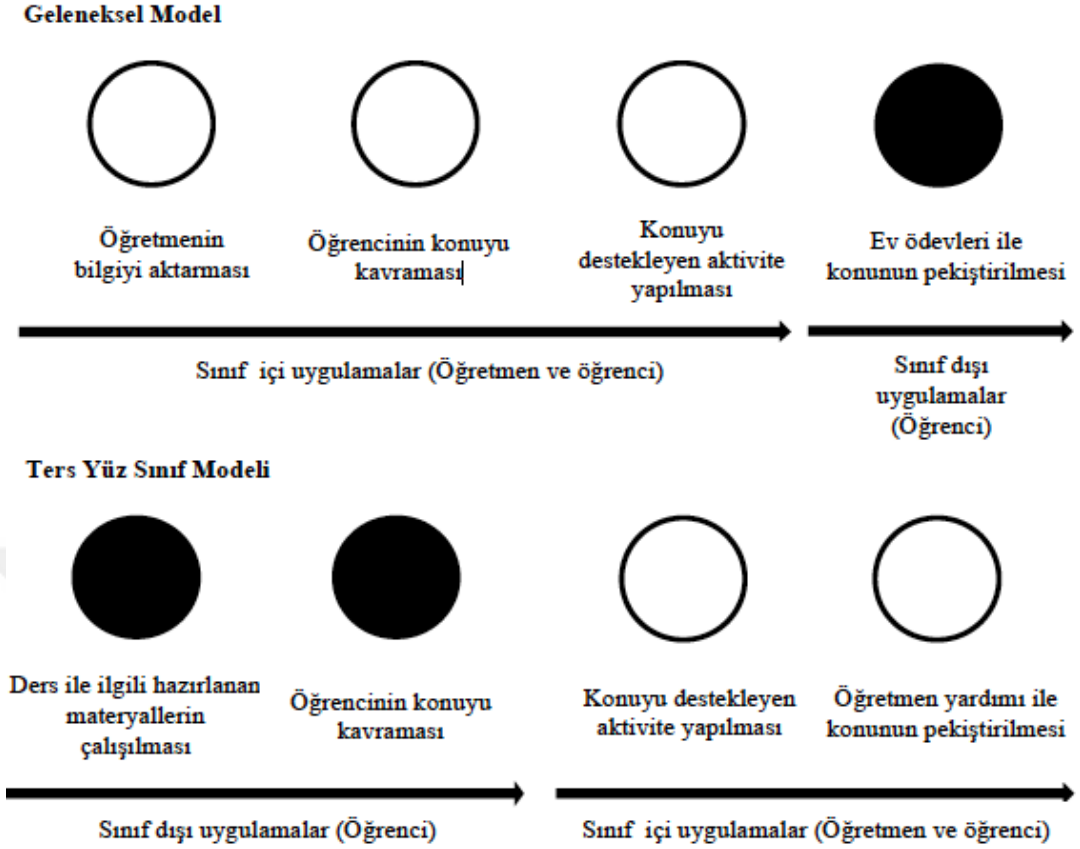 Geleneksel Model
Öğretmenin
bilgiyi aktarması
Öğrencinin konuyu
kavraması
Konuyu
destekleyen aktivite
yapılması
Ev ödevleri ile
konunun pekiştirilmesi
Sınıf içi uygulamalar (Öğretmen ve öğrenci)
Sınıf dışı
uygulamalar
(Öğrenci)
Ters Yüz Sınıf Modeli
Ders ile ilgili hazırlanan
materyallerin
çalışılması
Öğrencinin konuyu
kavraması
Konuyu destekleyen
aktivite yapılması
Öğretmen yardımı ile
konunun pekiştirilmesi
Sınıf dışı uygulamalar (Öğrenci)
Sınıf içi uygulamalar (Öğretmen ve öğrenci)